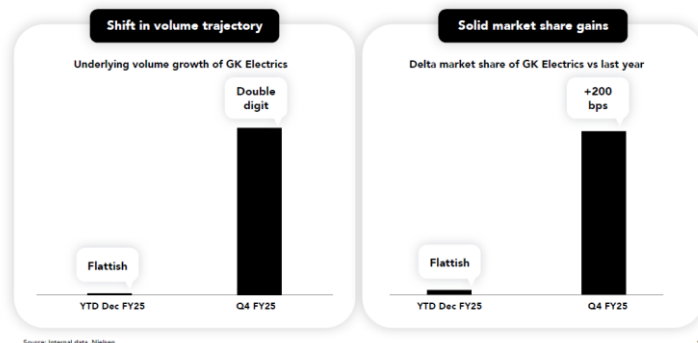 Shift in volume trajectory
Underlying volume growth of GK Electrics
Double
digit
Flattish
YTD Dec FY25
Q4 FY25
Solid market share gains
Delta market share of GK Electrics vs last year
+200
bps
Flattish
YTD Dec FY25
Q4 FY25
Source: Internal data, Nielsen